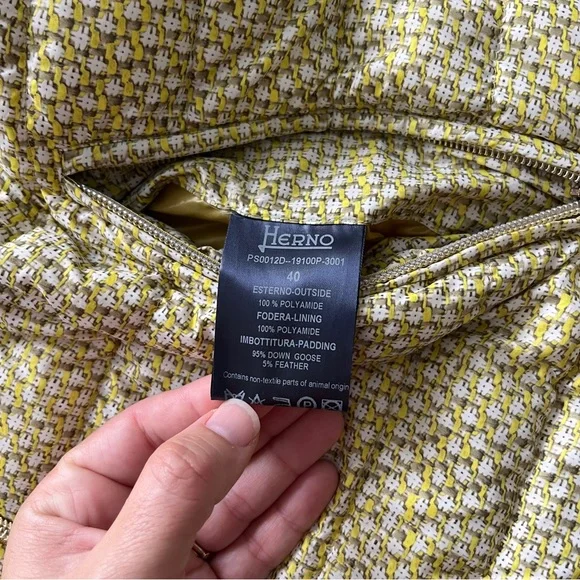 HERNO
PS0012D--19100P-3001
40
ESTERNO-OUTSIDE
100 % POLYAMIDE
FODERA-LINING
100% POLYAMIDE
IMBOTTITURA-PADDING
95% DOWN GOOSE
5% FEATHER
Contains non-textile parts of animal origin